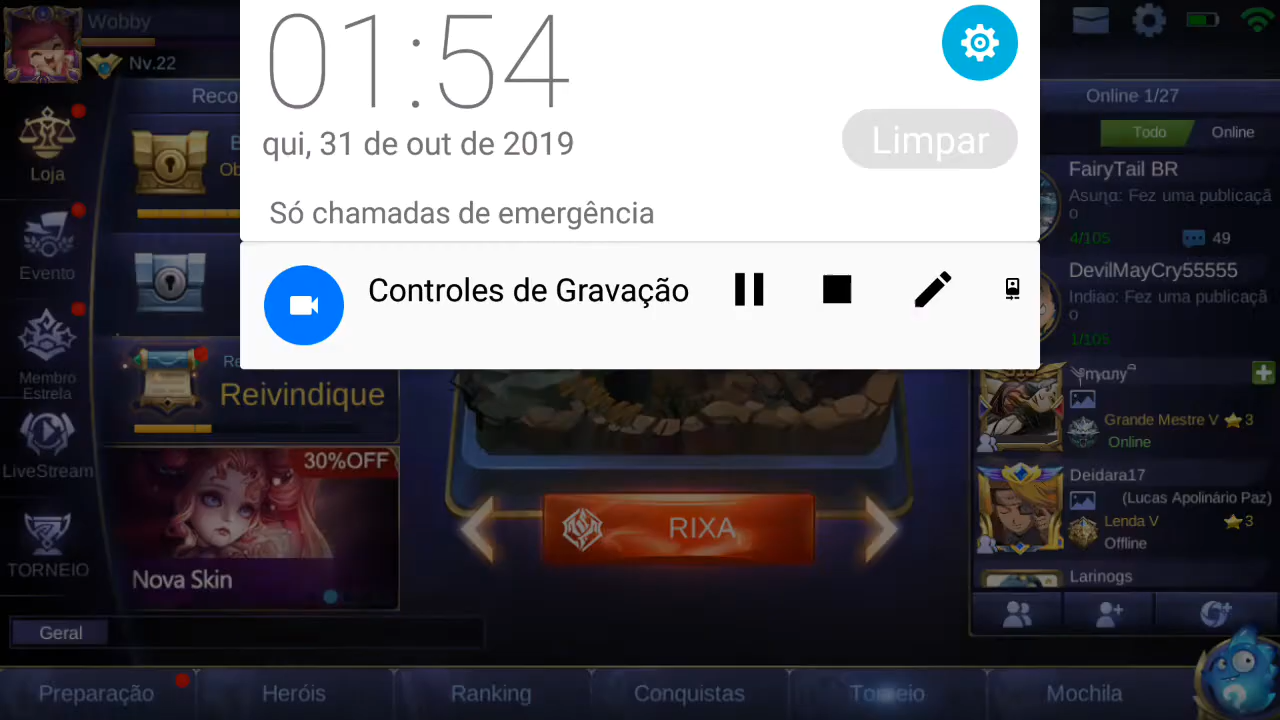 Wobby
Nv.22
01:54
qui, 31 de out de 2019
Limpar
Só chamadas de emergência
Controles de Gravação
Loja
Evento
Membro
Estrela
LiveStream
TORNEIO
Reivindique
30%OFF
Nova Skin
RIXA
Geral
Online 1/27
Todo
Online
FairyTail BR
Asuna: Fez uma publicaçã
o
4/105
49
DevilMayCry55555
Indiao: Fez uma publicaçã
o
1/105
Grande Mestre V
3
Online
Deidara17
(Lucas Apolinário Paz)
Lenda V
3
Offline
Larinogs
Preparação
Heróis
Ranking
Conquistas
Torneio
Mochila